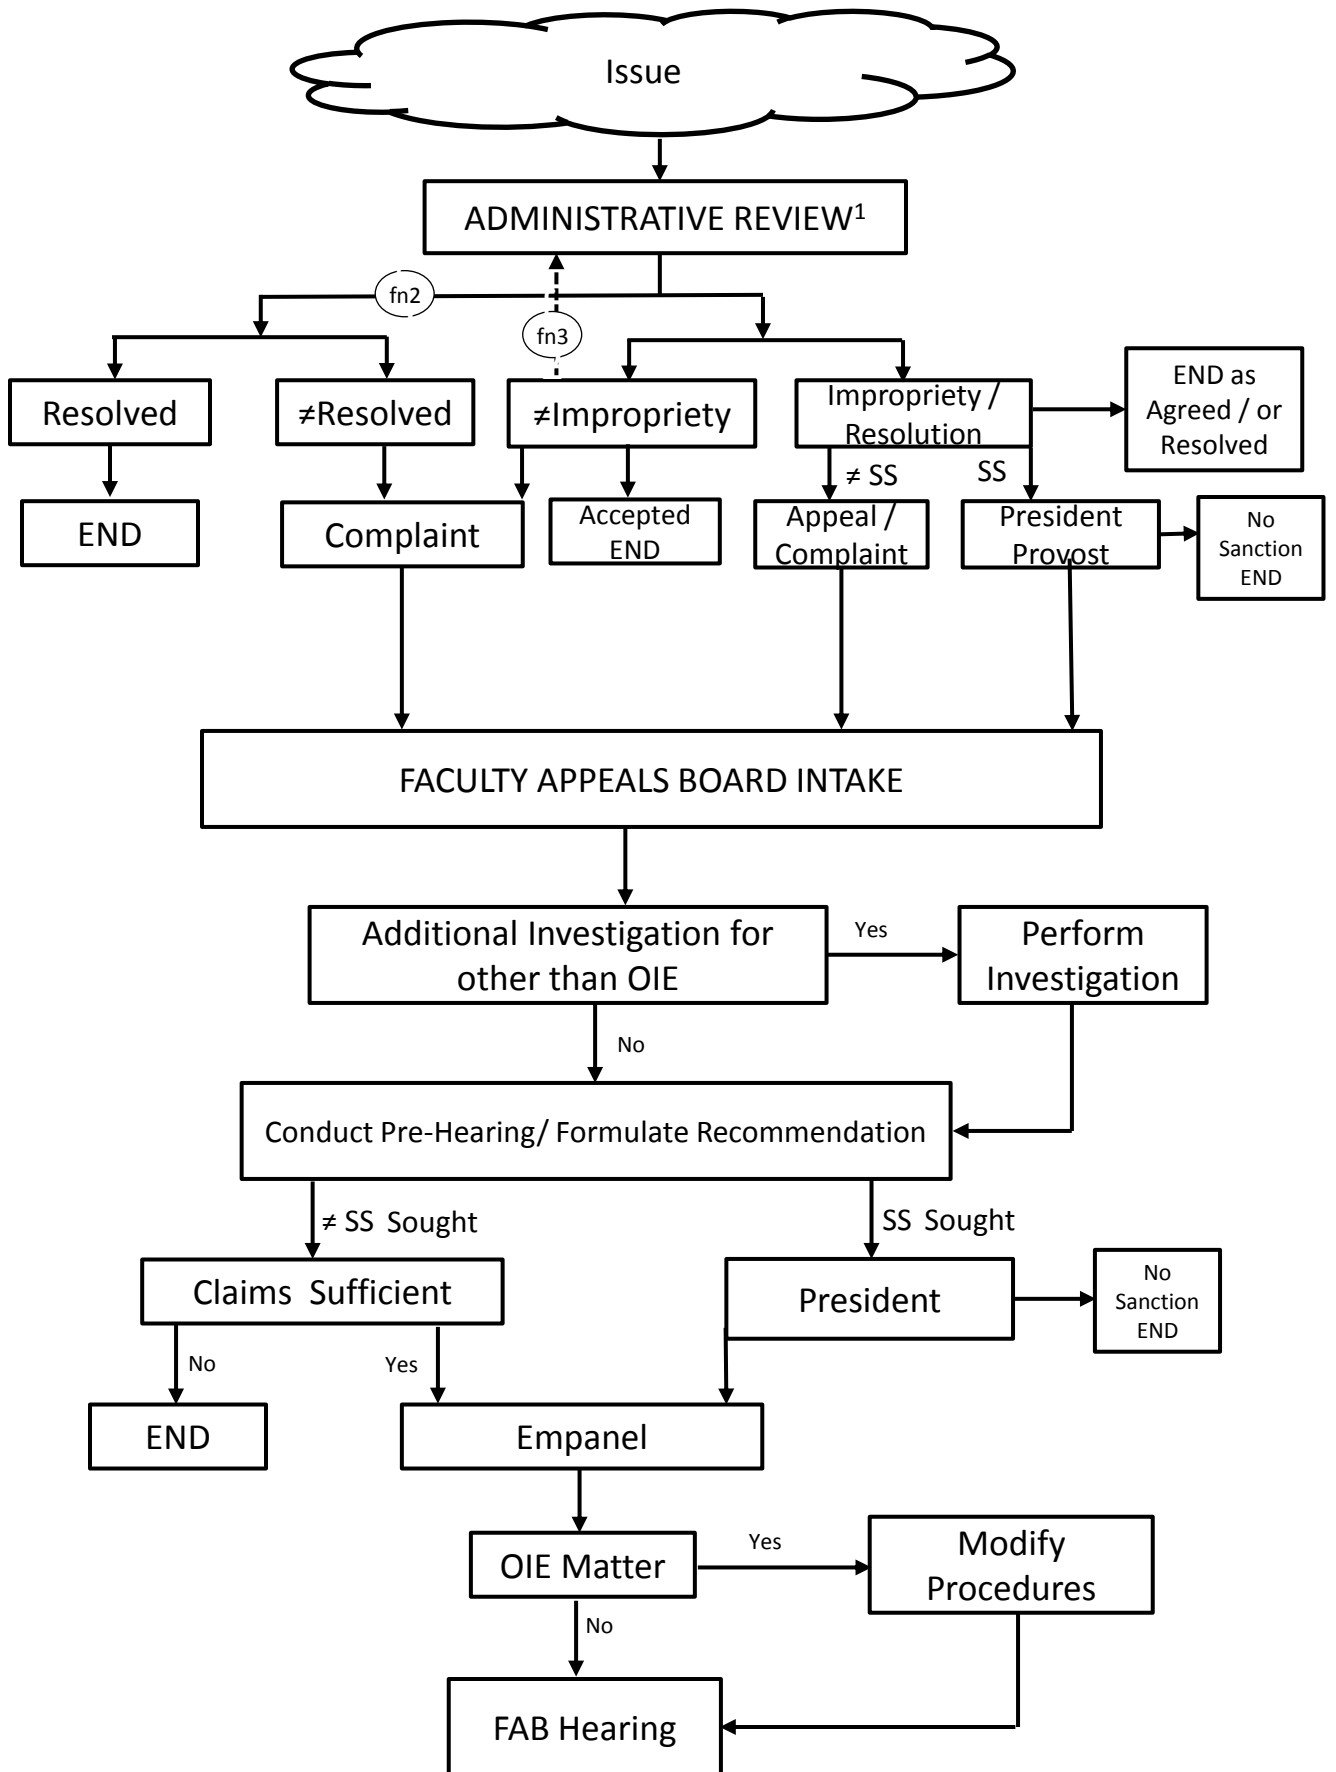 Issue
ADMINISTRATIVE REVIEW¹
fn2
fn3
Resolved
≠Resolved
≠Impropriety
Impropriety /
Resolution
END as
Agreed / or
Resolved
≠ SS
SS
END
Complaint
Accepted
END
Appeal /
Complaint
President
Provost
No
Sanction
END
FACULTY APPEALS BOARD INTAKE
Additional Investigation for
other than OIE
Yes
Perform
Investigation
No
Conduct Pre-Hearing/ Formulate Recommendation
≠ SS Sought
SS Sought
Claims Sufficient
President
No
Sanction
END
No
Yes
END
Empanel
OIE Matter
Yes
Modify
Procedures
No
FAB Hearing